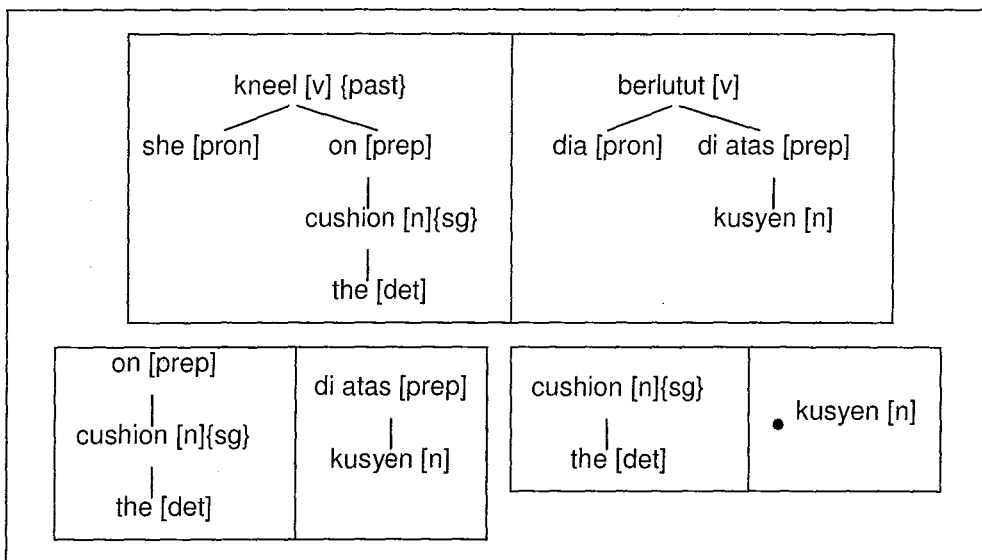 kneel [v] {past}
she [pron] on [prep]
cushion [n]{sg}
the [det]
berlutut [v]
dia [pron] di atas [prep]
kusyen [n]
on [prep]
cushion [n]{sg}
the [det]
di atas [prep]
kusyen [n]
cushion [n]{sg}
the [det]
kusyen [n]